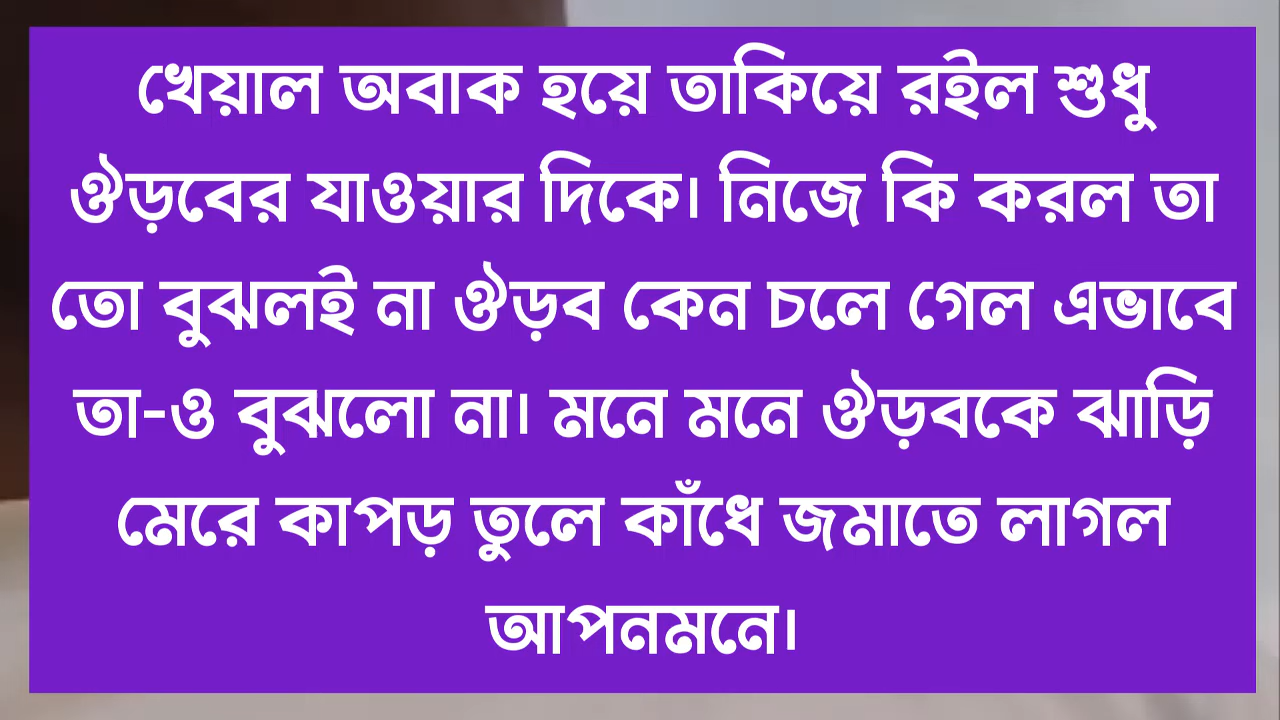 খেয়াল অবাক হয়ে তাকিয়ে রইল শুধু
ঔড়বের যাওয়ার দিকে। নিজে কি করল তা
তো বুঝলই না ঔড়ব কেন চলে গেল এভাবে
তা-ও বুঝলো না। মনে মনে ঔড়বকে ঝাড়ি
মেরে কাপড় তুলে কাঁধে জমাতে লাগল
আপনমনে।